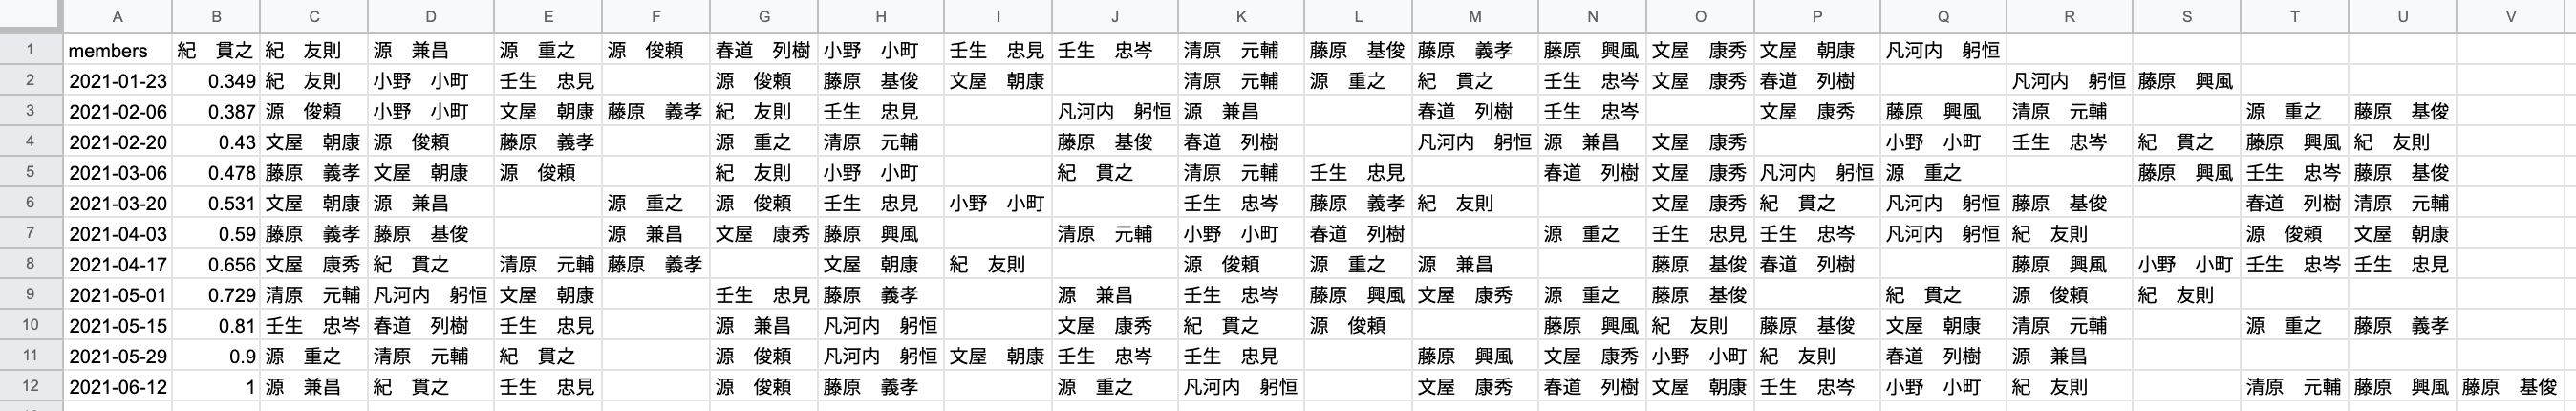 A B C D E F G H I J K L M N O P Q R S T U V
1 members 紀　貫之 紀　友則 源　兼昌 源　重之 源　俊頼 春道　列樹 小野　小町 壬生　忠見 壬生　忠岑 清原　元輔 藤原　基俊 藤原　義孝 藤原　興風 文屋　康秀 文屋　朝康 凡河内　躬恒
2 2021-01-23 0.349 紀　友則 小野　小町 壬生　忠見 源　俊頼 藤原　基俊 文屋　朝康 清原　元輔 源　重之 紀　貫之 壬生　忠岑 文屋　康秀 春道　列樹 凡河内　躬恒 藤原　興風
3 2021-02-06 0.387 源　俊頼 小野　小町 文屋　朝康 藤原　義孝 紀　友則 壬生　忠見 凡河内　躬恒 源　兼昌 春道　列樹 壬生　忠岑 文屋　康秀 藤原　興風 清原　元輔 源　重之 藤原　基俊
4 2021-02-20 0.43 文屋　朝康 源　俊頼 藤原　義孝 源　重之 清原　元輔 藤原　基俊 春道　列樹 凡河内　躬恒 源　兼昌 文屋　康秀 小野　小町 壬生　忠岑 紀　貫之 藤原　興風 紀　友則
5 2021-03-06 0.478 藤原　義孝 文屋　朝康 源　俊頼 紀　友則 小野　小町 紀　貫之 清原　元輔 壬生　忠見 春道　列樹 文屋　康秀 凡河内　躬恒 源　重之 藤原　興風 壬生　忠岑 藤原　基俊
6 2021-03-20 0.531 文屋　朝康 源　兼昌 源　重之 源　俊頼 壬生　忠見 小野　小町 壬生　忠岑 藤原　義孝 紀　友則 文屋　康秀 紀　貫之 凡河内　躬恒 藤原　基俊 春道　列樹 清原　元輔
7 2021-04-03 0.59 藤原　義孝 藤原　基俊 源　兼昌 文屋　康秀 藤原　興風 清原　元輔 小野　小町 春道　列樹 源　重之 壬生　忠見 壬生　忠岑 凡河内　躬恒 紀　友則 源　俊頼 文屋　朝康
8 2021-04-17 0.656 文屋　康秀 紀　貫之 清原　元輔 藤原　義孝 文屋　朝康 紀　友則 源　俊頼 源　重之 源　兼昌 藤原　基俊 春道　列樹 藤原　興風 小野　小町 壬生　忠岑 壬生　忠見
9 2021-05-01 0.729 清原　元輔 凡河内　躬恒 文屋　朝康 壬生　忠見 藤原　義孝 源　兼昌 壬生　忠岑 藤原　興風 文屋　康秀 源　重之 藤原　基俊 紀　貫之 源　俊頼 紀　友則
10 2021-05-15 0.81 壬生　忠岑 春道　列樹 壬生　忠見 源　兼昌 凡河内　躬恒 文屋　康秀 紀　貫之 源　俊頼 藤原　興風 紀　友則 藤原　基俊 文屋　朝康 清原　元輔 源　重之 藤原　義孝
11 2021-05-29 0.9 源　重之 清原　元輔 紀　貫之 源　俊頼 凡河内　躬恒 文屋　朝康 壬生　忠岑 壬生　忠見 藤原　興風 文屋　康秀 小野　小町 紀　友則 春道　列樹 源　兼昌
12 2021-06-12 1 源　兼昌 紀　貫之 壬生　忠見 源　俊頼 藤原　義孝 源　重之 凡河内　躬恒 文屋　康秀 春道　列樹 文屋　朝康 壬生　忠岑 小野　小町 紀　友則 清原　元輔 藤原　興風 藤原　基俊